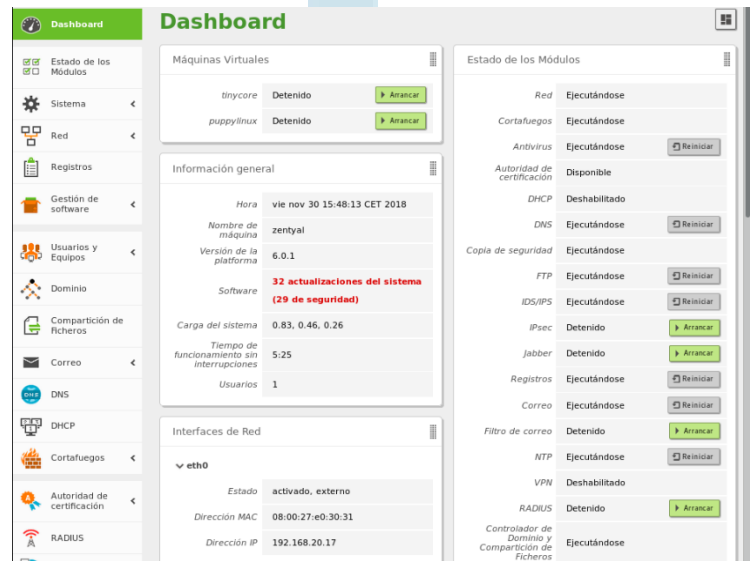 Dashboard
Estado de los
Módulos
Sistema
Red
Registros
Gestión de
software
Usuarios y
Equipos
Dominio
Compartición de
Ficheros
Correo
DNS
DHCP
Cortafuegos
Autoridad de
certificación
RADIUS
Dashboard
Máquinas Virtuales
tinycore Detenido Arrancar
puppylinux Detenido Arrancar
Información general
Hora vie nov 30 15:48:13 CET 2018
Nombre de
máquina zentyal
Versión de la
plataforma 6.0.1
Software 32 actualizaciones del sistema
(29 de seguridad)
Carga del sistema 0.83, 0.46, 0.26
Tiempo de
funcionamiento sin
interrupciones 5:25
Usuarios 1
Interfaces de Red
eth0
Estado activado, externo
Dirección MAC 08:00:27:e0:30:31
Dirección IP 192.168.20.17
Estado de los Módulos
Red Ejecutándose
Cortafuegos Ejecutándose
Antivirus Ejecutándose Reiniciar
Autoridad de
certificación Disponible
DHCP Deshabilitado
DNS Ejecutándose Reiniciar
Copia de seguridad Ejecutándose
FTP Ejecutándose Reiniciar
IDS/IPS Ejecutándose Reiniciar
IPsec Detenido Arrancar
Jabber Detenido Arrancar
Registros Ejecutándose Reiniciar
Correo Ejecutándose Reiniciar
Filtro de correo Detenido Arrancar
NTP Ejecutándose Reiniciar
VPN Deshabilitado
RADIUS Detenido Arrancar
Controlador de
Dominio y
Compartición de
Ficheros Ejecutándose